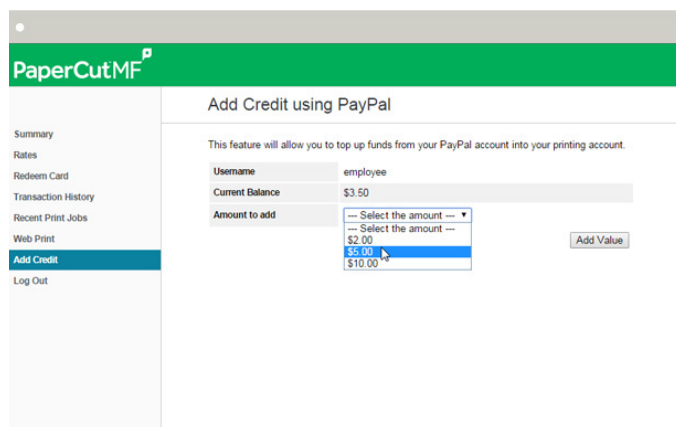 PaperCutMF
Add Credit using PayPal
Summary
Rates
Redeem Card
Transaction History
Recent Print Jobs
Web Print
Add Credit
Log Out
This feature will allow you to top up funds from your PayPal account into your printing account.
Username employee
Current Balance $3.50
Amount to add --- Select the amount ---
--- Select the amount ---
$2.00
$5.00
$10.00
Add Value